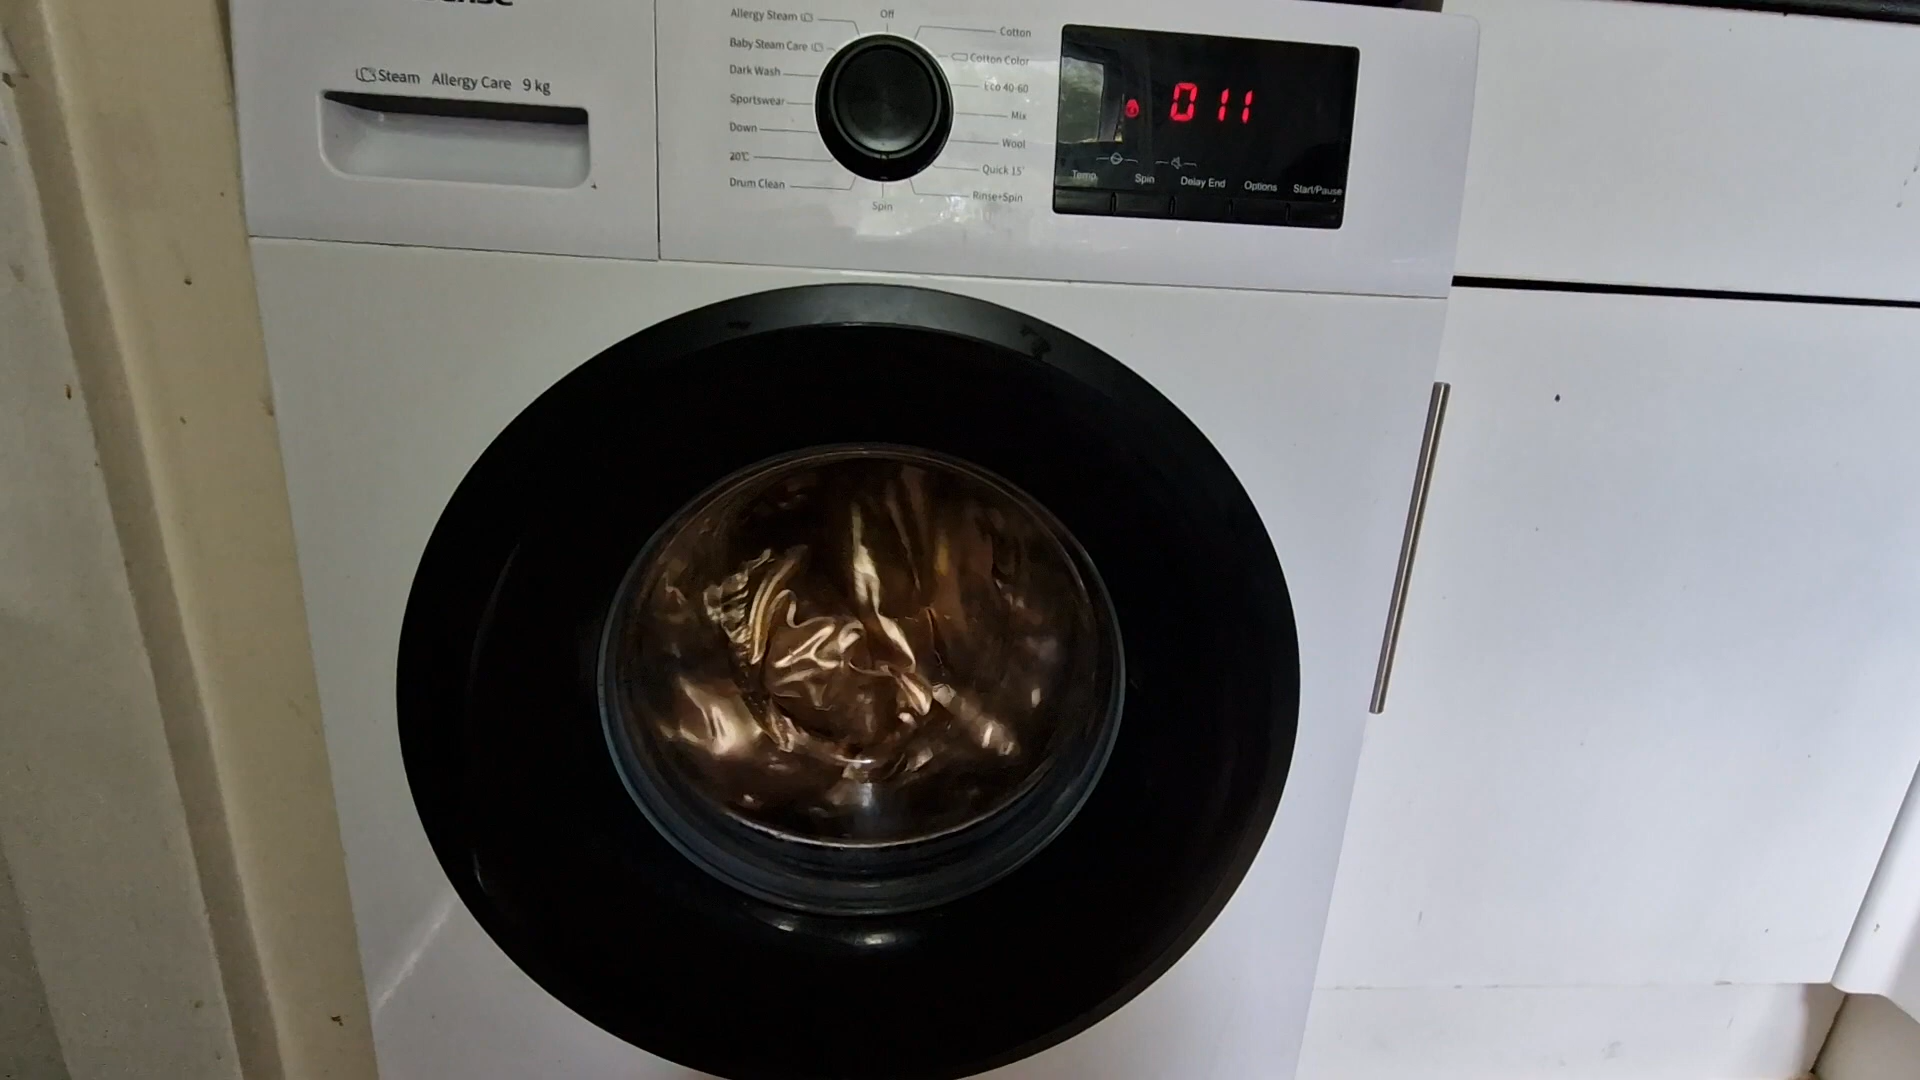 Steam Allergy Care 9 kg
Off
Allergy Steam
Baby Steam Care
Dark Wash
Sportswear
Down
20℃
Drum Clean
Spin
Cotton
Cotton Color
Eco 40-60
Mix
Wool
Quick 15'
Rinse+Spin
011
Temp. Spin Delay End Options Start/Pause